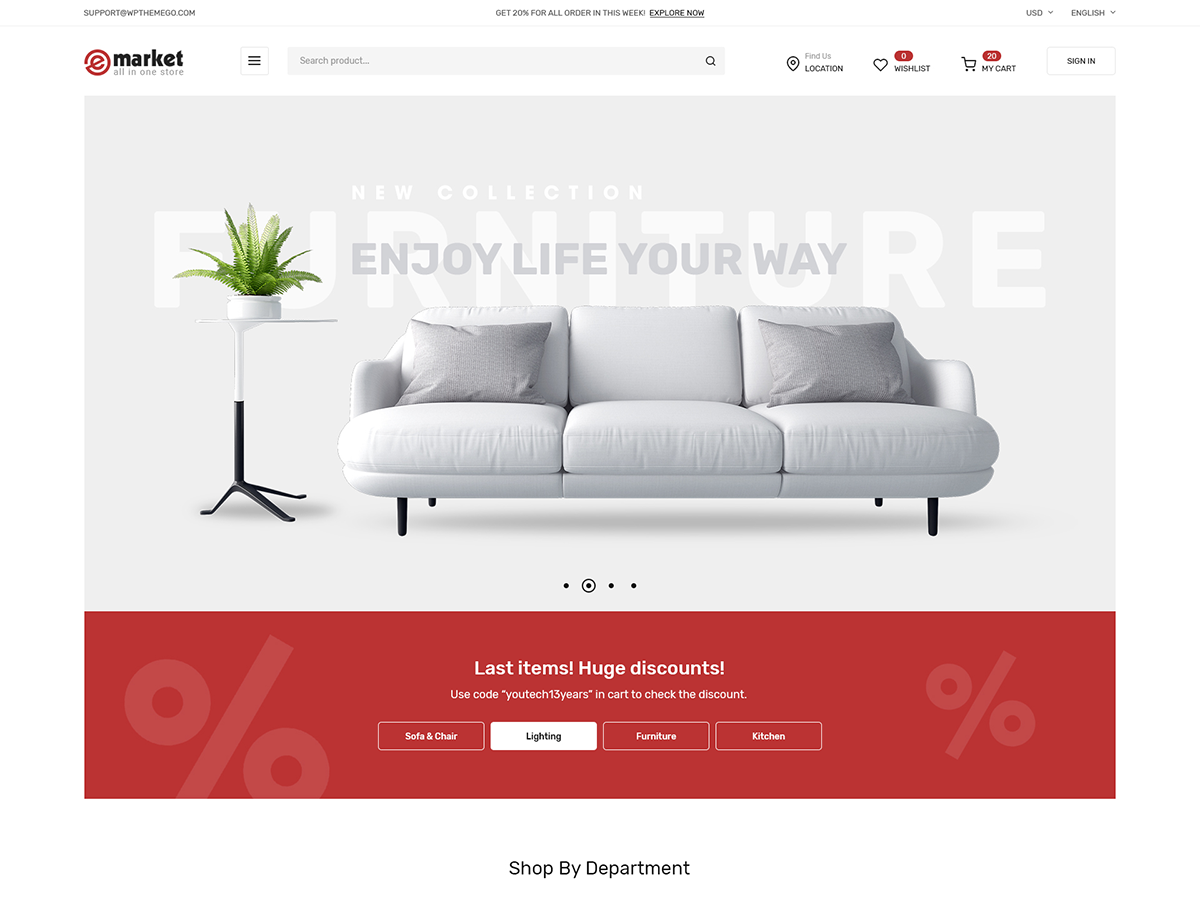 SUPPORT@WPTHEMEGO.COM
GET 20% FOR ALL ORDER IN THIS WEEK! EXPLORE NOW
USD
ENGLISH
emarket
all in one store
Search product...
Find Us
LOCATION
0
WISHLIST
20
MY CART
SIGN IN
NEW COLLECTION
FURNITURE
ENJOY LIFE YOUR WAY
%
%
Last items! Huge discounts!
Use code “youtech13years” in cart to check the discount.
Sofa & Chair
Lighting
Furniture
Kitchen
Shop By Department